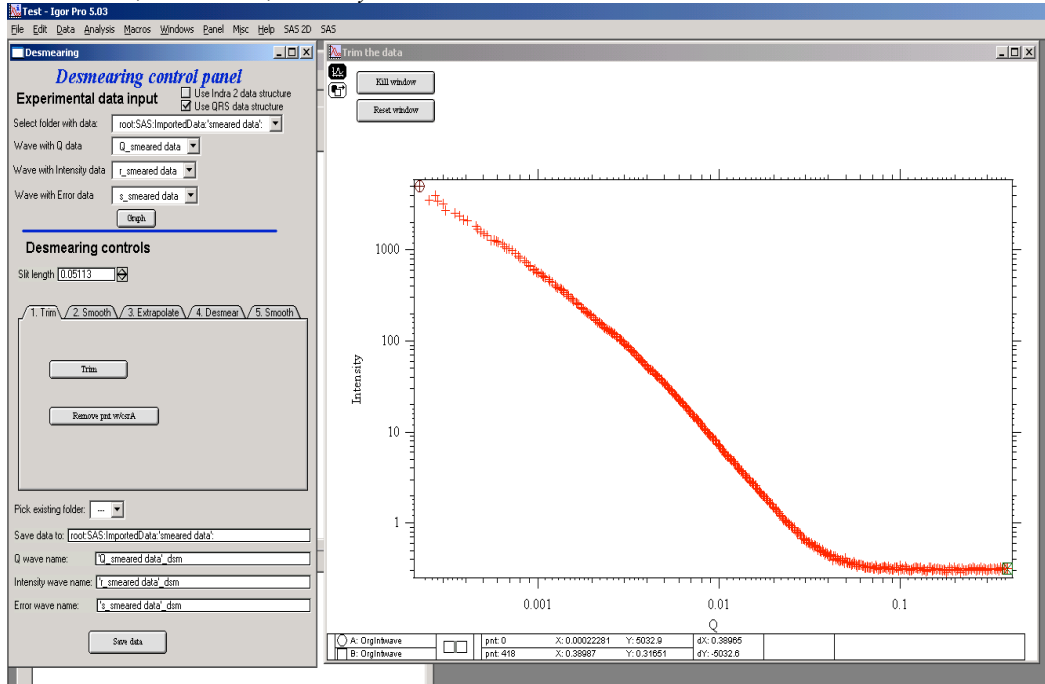 Test - Igor Pro 5.03
File Edit Data Analysis Macros Windows Panel Misc Help SAS 2D SAS
Desmearing
Desmearing control panel
Experimental data input
Use Indra 2 data structure
Use QRS data structure
Select folder with data: root:SAS:ImportedData:'smeared data':
Wave with Q data Q_smeared data
Wave with Intensity data r_smeared data
Wave with Error data s_smeared data
Graph
Desmearing controls
Slit length 0.05113
1. Trim 2. Smooth 3. Extrapolate 4. Desmear 5. Smooth
Trim
Remove pnt w/csrA
Pick existing folder: ---
Save data to: root:SAS:ImportedData:'smeared data':
Q wave name: 'Q_smeared data'_dsm
Intensity wave name: 'r_smeared data'_dsm
Error wave name: 's_smeared data'_dsm
Save data
Trim the data
Kill window
Reset window
Intensity
1000
100
10
1
0.001 0.01 0.1
Q
A: OrgIntwave pnt: 0 X: 0.00022281 Y: 5032.9 dX: 0.38965
B: OrgIntwave pnt: 418 X: 0.38987 Y: 0.31651 dY: -5032.6